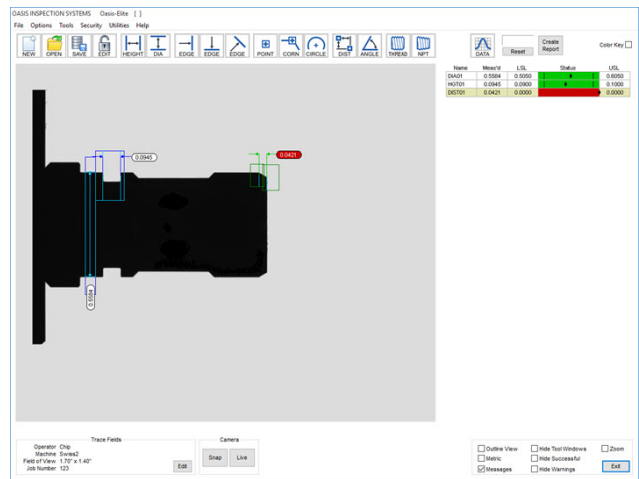 OASIS INSPECTION SYSTEMS Oasis-Elite [ ]
File Options Tools Security Utilities Help
NEW OPEN SAVE EDIT HEIGHT DIA EDGE EDGE EDGE POINT CORN CIRCLE DIST ANGLE THREAD NPT DATA Reset Create Report Color Key
Name Meas'd LSL Status USL
DIA01 0.5504 0.5050 0.6050
HGT01 0.0945 0.0900 0.1000
DIST01 0.0421 0.0000 0.0000
0.0945
0.0421
0.5504
Trace Fields
Operator Chip
Machine Swiss2
Field of View 1.70" x 1.40"
Job Number 123
Edit
Camera
Snap Live
Outline View Hide Tool Windows Zoom
Metric Hide Successful
Messages Hide Warnings Exit